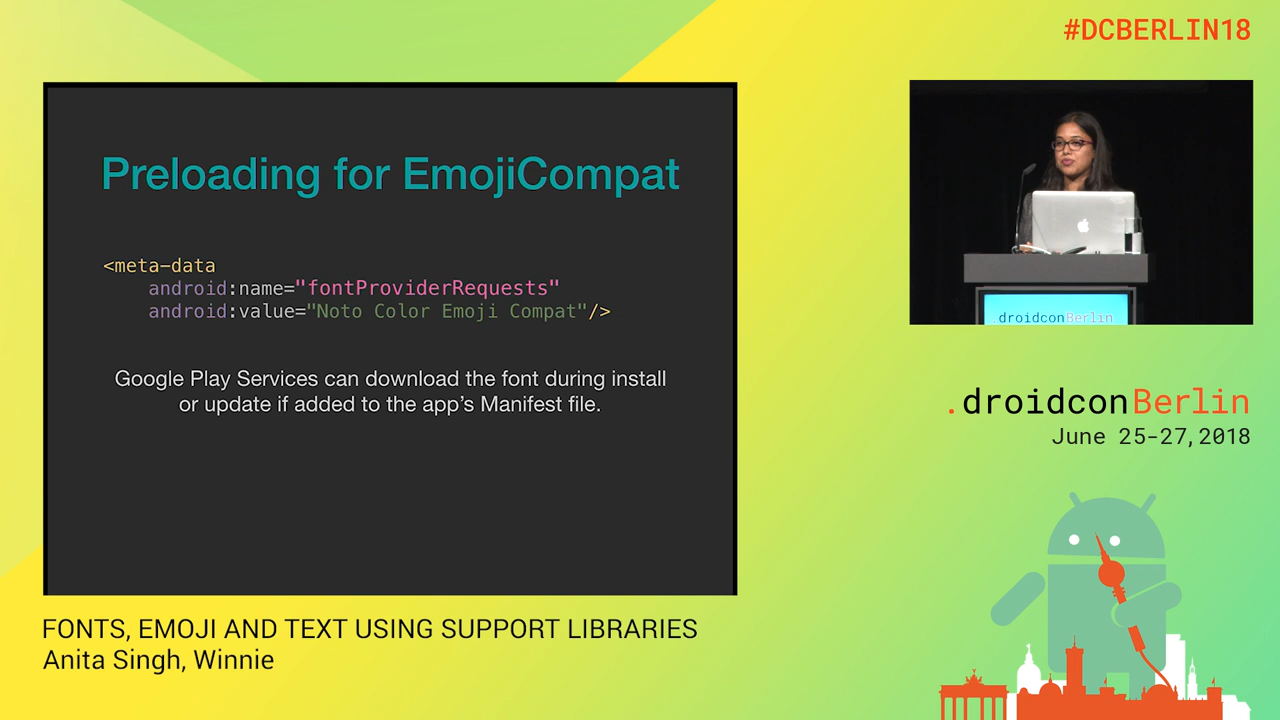 #DCBERLIN18
Preloading for EmojiCompat
<meta-data
android:name="fontProviderRequests"
android:value="Noto Color Emoji Compat"/>
Google Play Services can download the font during install
or update if added to the app's Manifest file.
.droidconBerlin
.droidconBerlin
June 25-27, 2018
FONTS, EMOJI AND TEXT USING SUPPORT LIBRARIES
Anita Singh, Winnie